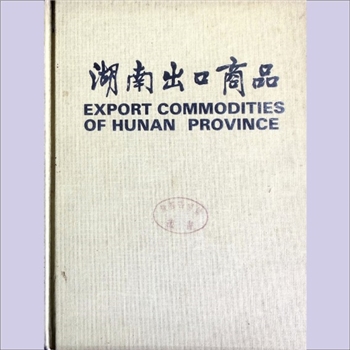 湖南出口商品
EXPORT COMMODITIES
OF HUNAN PROVINCE